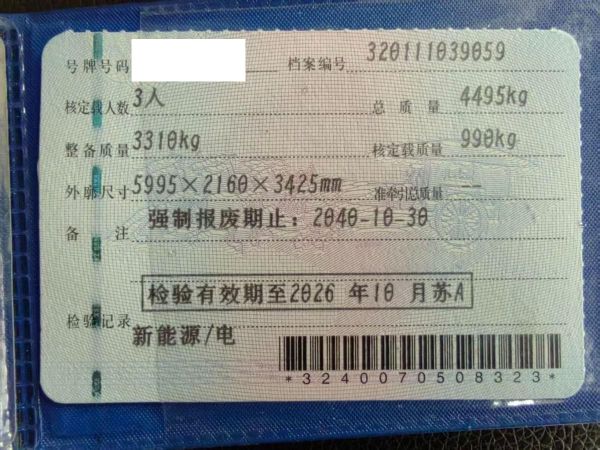 号牌号码 档案编号 320111039059
核定载人数 3人 总质量 4495kg
整备质量 3310kg 核定载质量 990kg
外廓尺寸 5995×2160×3425mm 准牵引总质量 --
备注 强制报废期止：2040-10-30
检验有效期至2026 年10 月苏A
检验记录 新能源/电
*3240070508323*